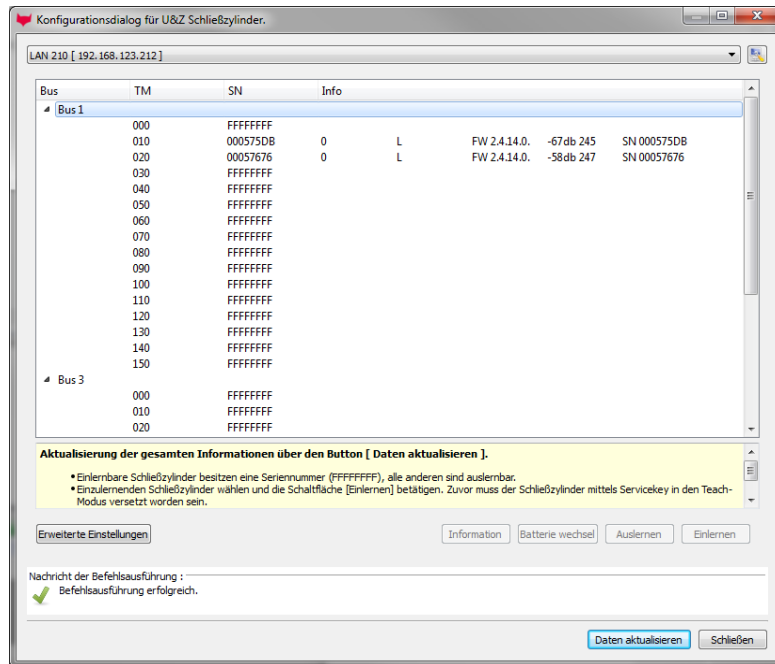 Konfigurationsdialog für U&Z Schließzylinder.
LAN 210 [ 192.168.123.212 ]
Bus TM SN Info
Bus 1
000 FFFFFFFF
010 000575DB 0 L FW 2.4.14.0. -67db 245 SN 000575DB
020 00057676 0 L FW 2.4.14.0. -58db 247 SN 00057676
030 FFFFFFFF
040 FFFFFFFF
050 FFFFFFFF
060 FFFFFFFF
070 FFFFFFFF
080 FFFFFFFF
090 FFFFFFFF
100 FFFFFFFF
110 FFFFFFFF
120 FFFFFFFF
130 FFFFFFFF
140 FFFFFFFF
150 FFFFFFFF
Bus 3
000 FFFFFFFF
010 FFFFFFFF
020 FFFFFFFF
Aktualisierung der gesamten Informationen über den Button [ Daten aktualisieren ].
•Einlernbare Schließzylinder besitzen eine Seriennummer (FFFFFFFF), alle anderen sind auslernbar.
•Einzulernenden Schließzylinder wählen und die Schaltfläche [Einlernen] betätigen. Zuvor muss der Schließzylinder mittels Servicekey in den Teach-
Modus versetzt worden sein.
Erweiterte Einstellungen Information Batterie wechsel Auslernen Einlernen
Nachricht der Befehlsausführung :
Befehlsausführung erfolgreich.
Daten aktualisieren Schließen